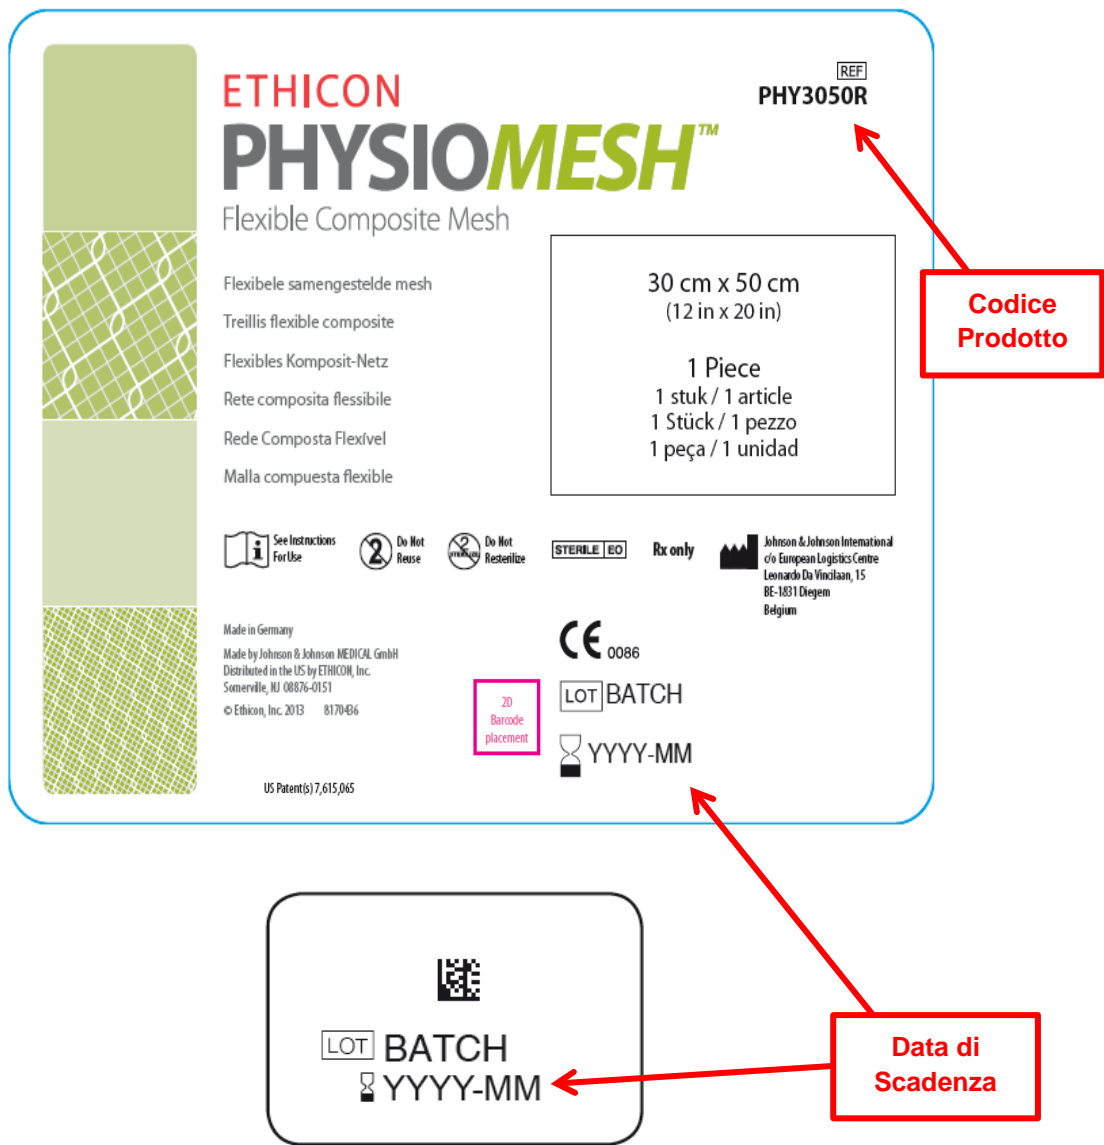 ETHICON
PHYSIOMESH™
Flexible Composite Mesh
REF
PHY3050R
Codice
Prodotto
Flexibele samengestelde mesh
Treillis flexible composite
Flexibles Komposit-Netz
Rete composita flessibile
Rede Composta Flexível
Malla compuesta flexible
30 cm x 50 cm
(12 in x 20 in)
1 Piece
1 stuk / 1 article
1 Stück / 1 pezzo
1 peça / 1 unidad
See Instructions
For Use
2
Do Not
Reuse
2
STERILIZE
Do Not
Resterilize
STERILE EO
Rx only
Johnson & Johnson International
c/o European Logistics Centre
Leonardo Da Vincilaan, 15
BE-1831 Diegem
Belgium
Made in Germany
Made by Johnson & Johnson MEDICAL GmbH
Distributed in the US by ETHICON, Inc.
Somerville, NJ 08876-0151
© Ethicon, Inc. 2013 8170436
US Patent(s) 7,615,065
2D
Barcode
placement
CE 0086
LOT BATCH
YYYY-MM
LOT BATCH
YYYY-MM
Data di
Scadenza